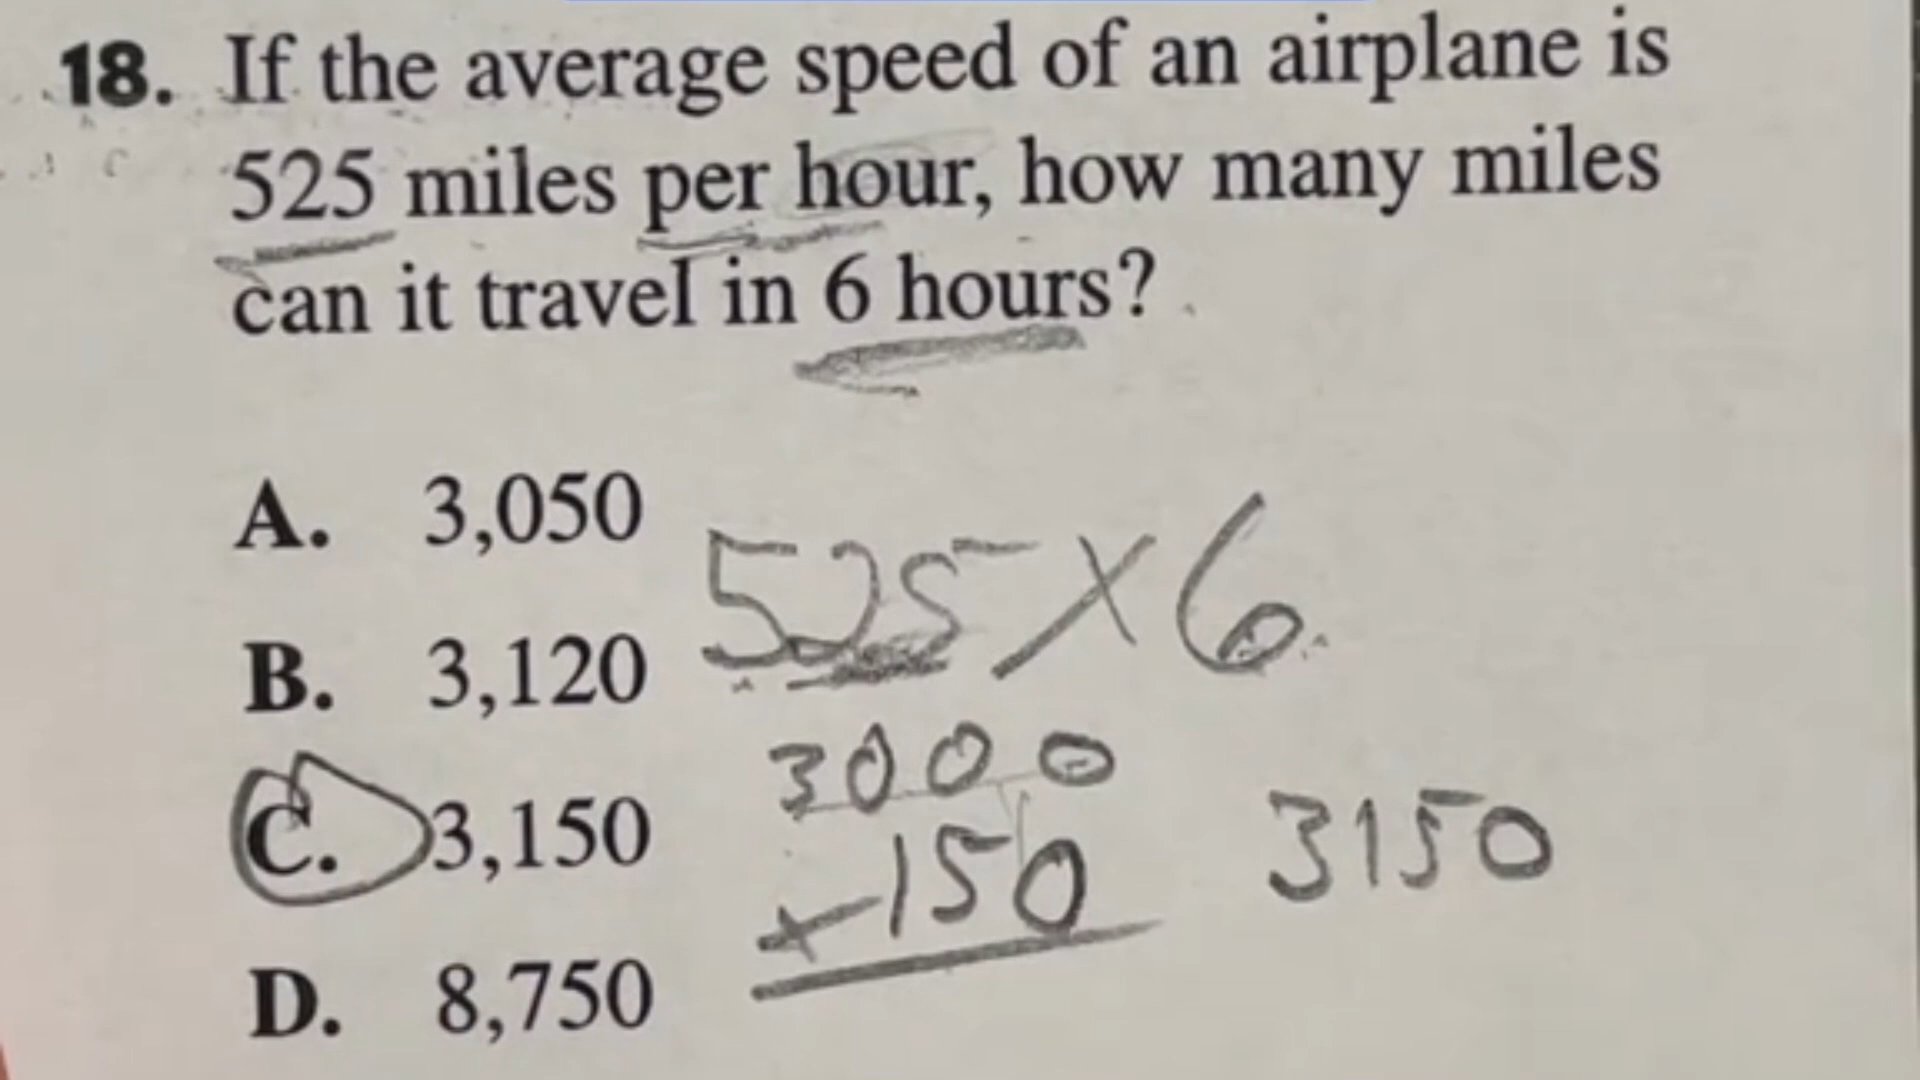 18. If the average speed of an airplane is
525 miles per hour, how many miles
can it travel in 6 hours?
A. 3,050
525 × 6
B. 3,120
3000
C. 3,150
+150
3150
D. 8,750